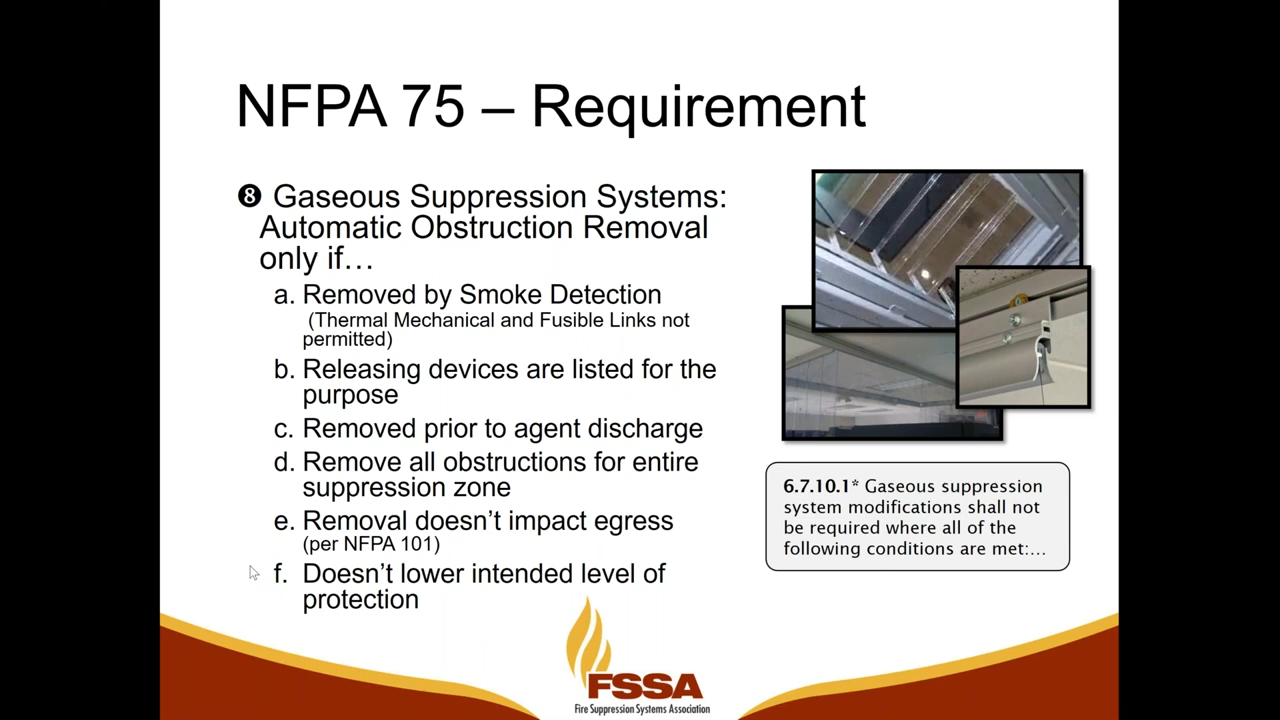 NFPA 75 – Requirement
❽ Gaseous Suppression Systems:
Automatic Obstruction Removal
only if…
a. Removed by Smoke Detection
(Thermal Mechanical and Fusible Links not
permitted)
b. Releasing devices are listed for the
purpose
c. Removed prior to agent discharge
d. Remove all obstructions for entire
suppression zone
e. Removal doesn’t impact egress
(per NFPA 101)
f. Doesn’t lower intended level of
protection
6.7.10.1* Gaseous suppression
system modifications shall not
be required where all of the
following conditions are met:…
FSSA
Fire Suppression Systems Association